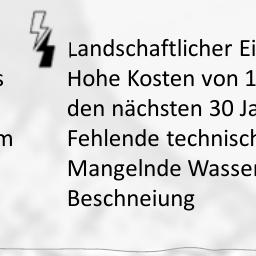 Landschaftlicher Ei
Hohe Kosten von 1
den nächsten 30 Ja
Fehlende technisch
Mangelnde Wasser
Beschneiung